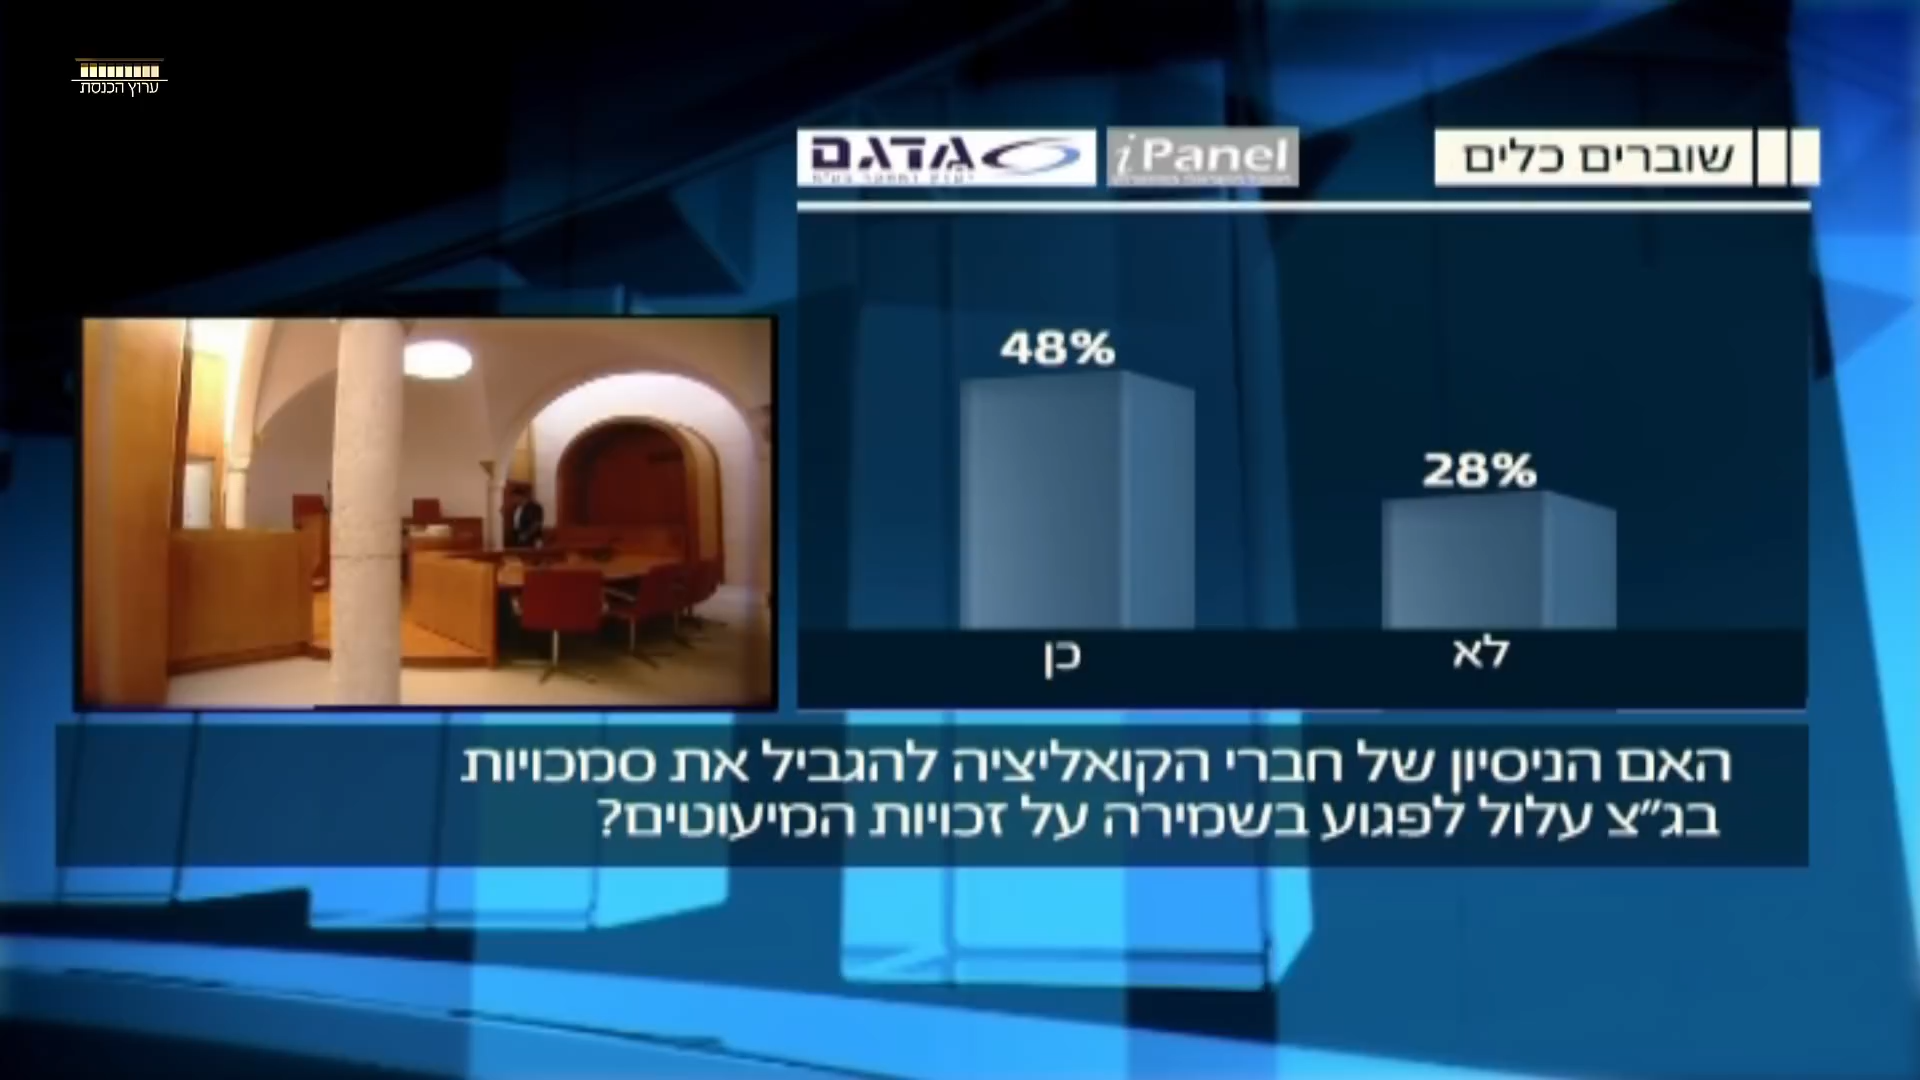 ערוץ הכנסת
שוברים כלים
iPanel
DATA
48%
28%
כן
לא
האם הניסיון של חברי הקואליציה להגביל את סמכויות
בג"צ עלול לפגוע בשמירה על זכויות המיעוטים?